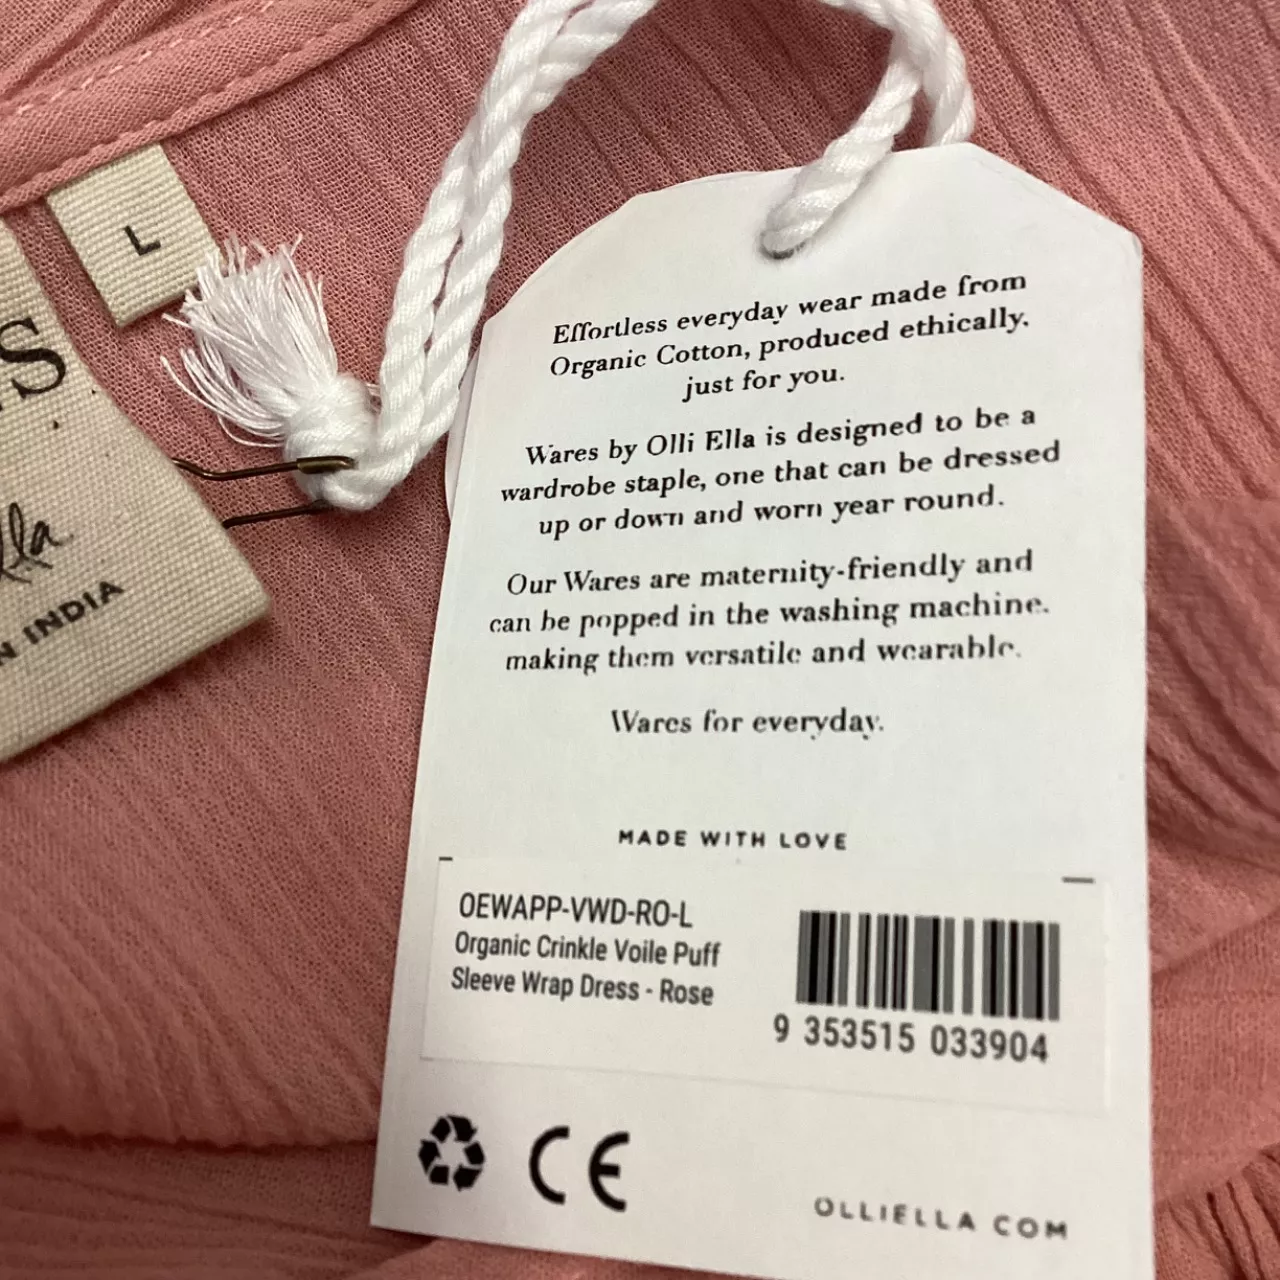 L
S
lla
N INDIA
Effortless everyday wear made from
Organic Cotton, produced ethically,
just for you.
Wares by Olli Ella is designed to be a
wardrobe staple, one that can be dressed
up or down and worn year round.
Our Wares are maternity-friendly and
can be popped in the washing machine,
making them versatile and wearable.
Wares for everyday.
MADE WITH LOVE
OEWAPP-VWD-RO-L
Organic Crinkle Voile Puff
Sleeve Wrap Dress - Rose
9 353515 033904
CE
OLLIELLA COM